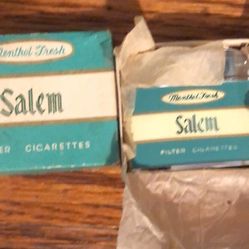 Menthol Fresh
Salem
ER CIGARETTES
Menthol Fresh
Salem
FILTER CIGARETTES